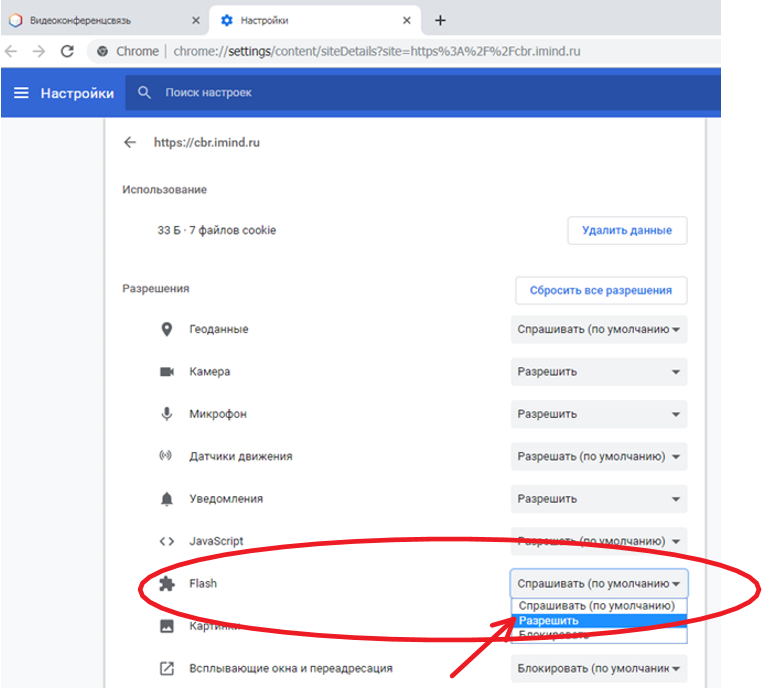 Видеоконференцсвязь
Настройки
Chrome | chrome://settings/content/siteDetails?site=https%3A%2F%2Fcbr.imind.ru
Настройки Поиск настроек
https://cbr.imind.ru
Использование
33 Б · 7 файлов cookie Удалить данные
Разрешения Сбросить все разрешения
Геоданные Спрашивать (по умолчанию
Камера Разрешить
Микрофон Разрешить
Датчики движения Разрешать (по умолчанию)
Уведомления Разрешить
JavaScript Разрешать (по умолчанию)
Flash Спрашивать (по умолчанию
Спрашивать (по умолчанию)
Разрешить
Блокировать
Картинки
Всплывающие окна и переадресация Блокировать (по умолчания